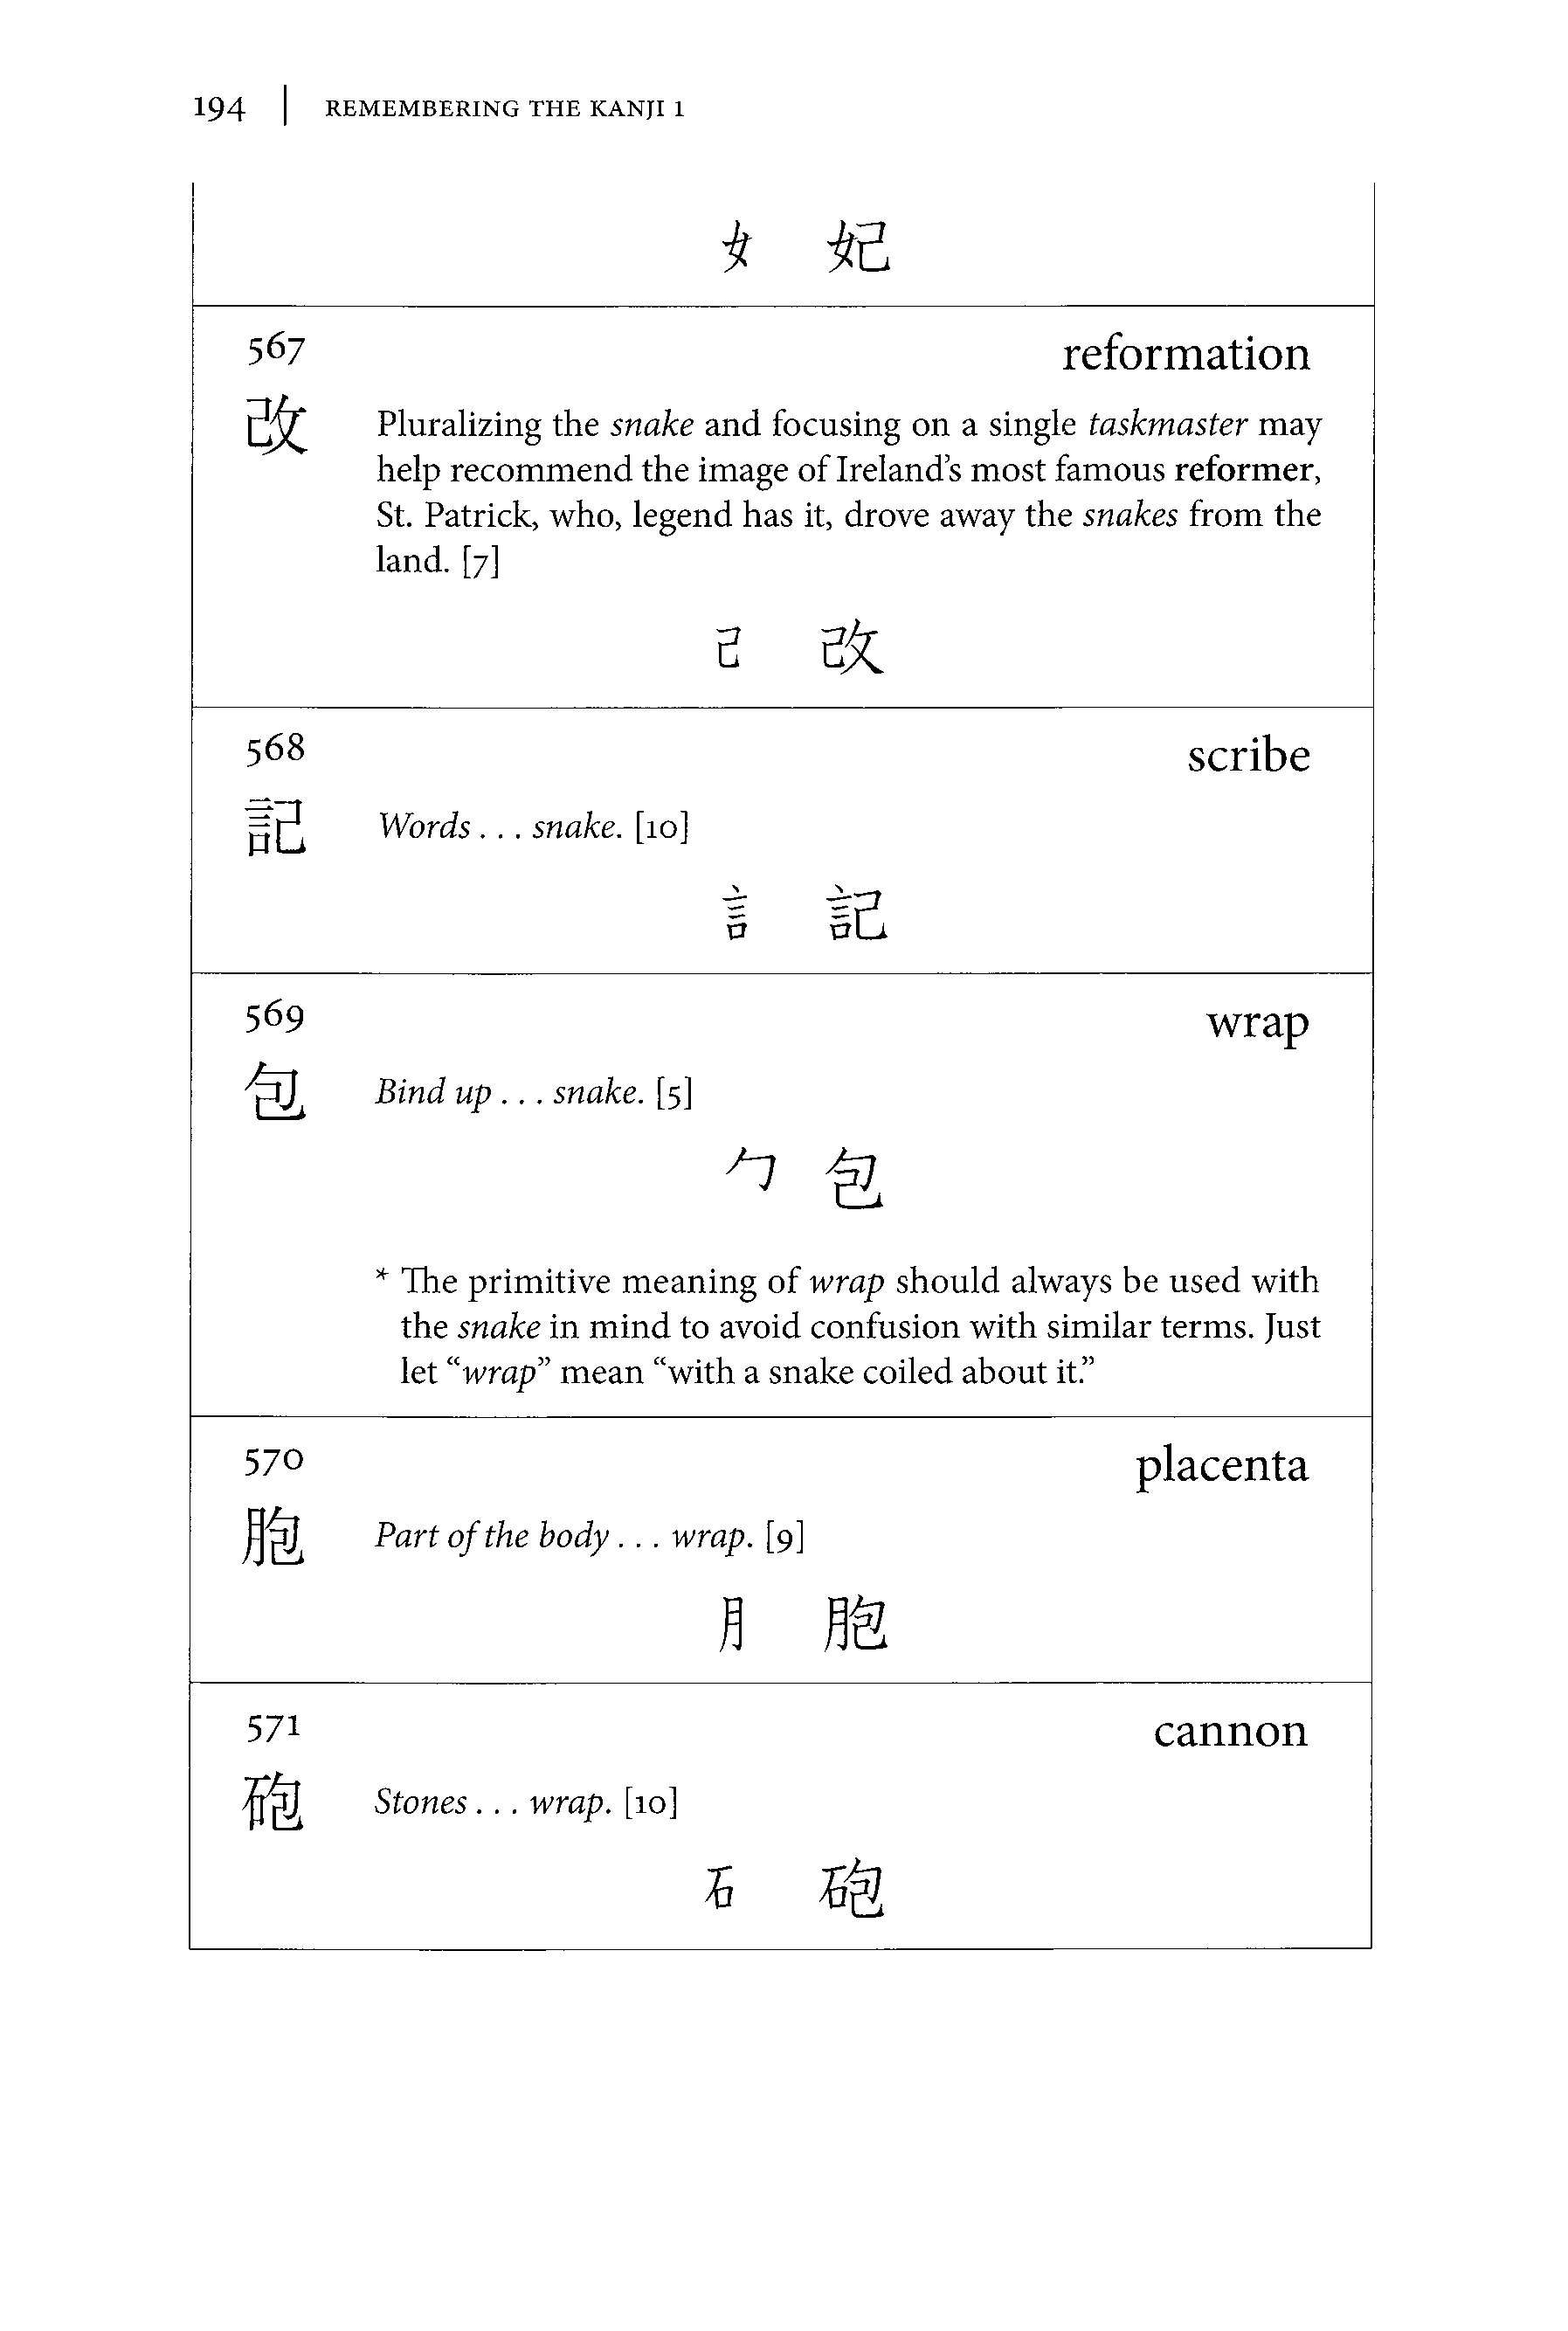 194 | REMEMBERING THE KANJI 1
女 妃
567 reformation
改 Pluralizing the snake and focusing on a single taskmaster may
help recommend the image of Ireland's most famous reformer,
St. Patrick, who, legend has it, drove away the snakes from the
land. [7]
己 改
568 scribe
記 Words . . . snake. [10]
言 記
569 wrap
包 Bind up . . . snake. [5]
勹 包
* The primitive meaning of wrap should always be used with
the snake in mind to avoid confusion with similar terms. Just
let “wrap” mean “with a snake coiled about it.”
570 placenta
胞 Part of the body . . . wrap. [9]
月 胞
571 cannon
砲 Stones . . . wrap. [10]
石 砲